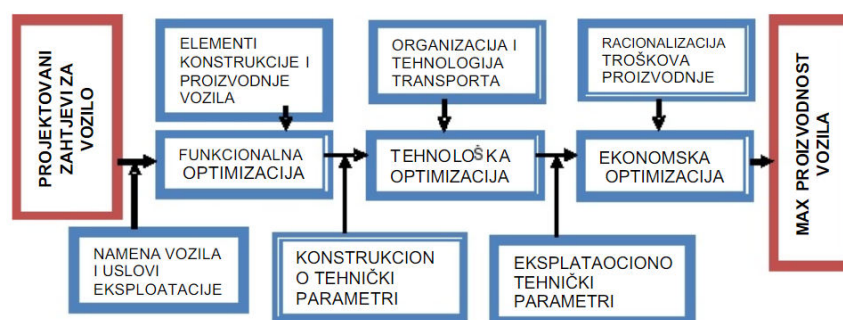 PROJEKTOVANI
ZAHTJEVI ZA
VOZILO
ELEMENTI
KONSTRUKCIJE I
PROIZVODNJE
VOZILA
ORGANIZACIJA I
TEHNOLOGIJA
TRANSPORTA
RACIONALIZACIJA
TROŠKOVA
PROIZVODNJE
FUNKCIONALNA
OPTIMIZACIJA
TEHNOLOŠKA
OPTIMIZACIJA
EKONOMSKA
OPTIMIZACIJA
MAX PROIZVODNOST
VOZILA
NAMENA VOZILA
I USLOVI
EKSPLOATACIJE
KONSTRUKCION
O TEHNIČKI
PARAMETRI
EKSPLATAOCIONO
TEHNIČKI
PARAMETRI